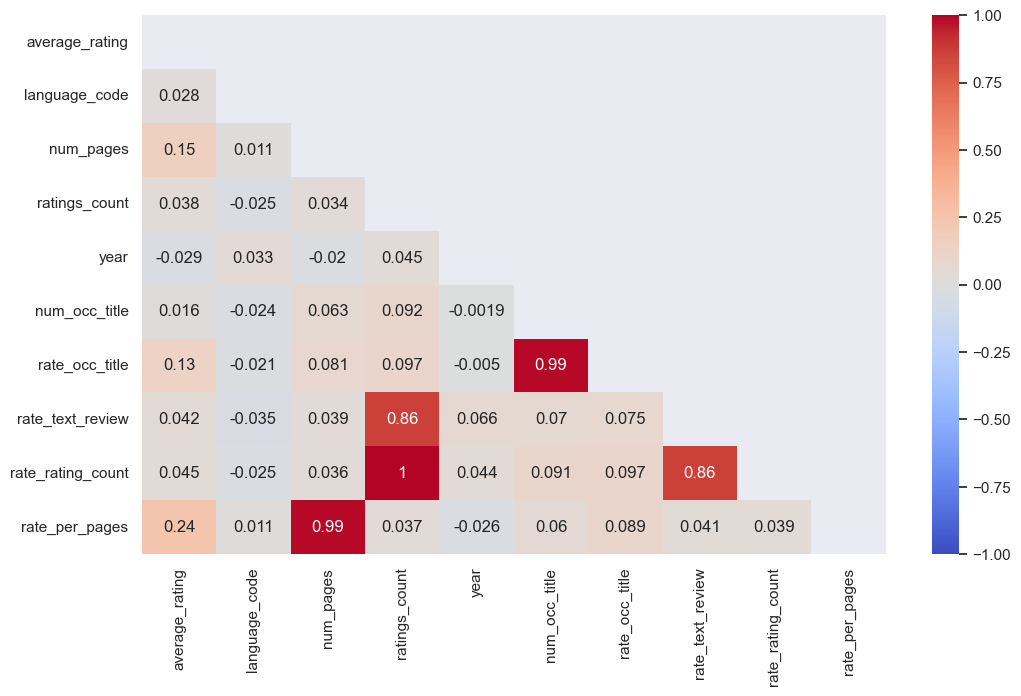 average_rating
language_code 0.028
num_pages 0.15 0.011
ratings_count 0.038 -0.025 0.034
year -0.029 0.033 -0.02 0.045
num_occ_title 0.016 -0.024 0.063 0.092 -0.0019
rate_occ_title 0.13 -0.021 0.081 0.097 -0.005 0.99
rate_text_review 0.042 -0.035 0.039 0.86 0.066 0.07 0.075
rate_rating_count 0.045 -0.025 0.036 1 0.044 0.091 0.097 0.86
rate_per_pages 0.24 0.011 0.99 0.037 -0.026 0.06 0.089 0.041 0.039
average_rating
language_code
num_pages
ratings_count
year
num_occ_title
rate_occ_title
rate_text_review
rate_rating_count
rate_per_pages
1.00
0.75
0.50
0.25
0.00
−0.25
−0.50
−0.75
−1.00